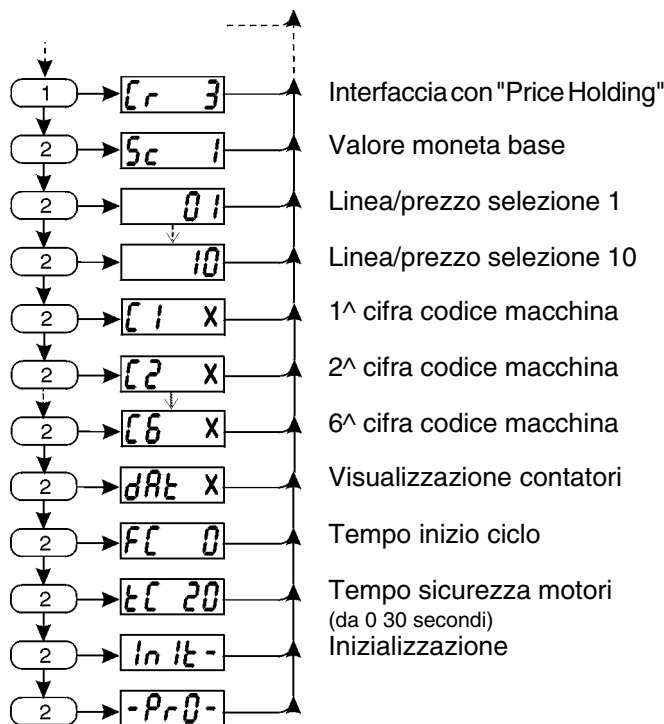 1 Cr 3 Interfaccia con "Price Holding"
2 Sc 1 Valore moneta base
2 01 Linea/prezzo selezione 1
2 10 Linea/prezzo selezione 10
2 C1 X 1^ cifra codice macchina
2 C2 X 2^ cifra codice macchina
2 C6 X 6^ cifra codice macchina
2 dAt X Visualizzazione contatori
2 FC 0 Tempo inizio ciclo
2 tC 20 Tempo sicurezza motori
(da 0 30 secondi)
2 InIt- Inizializzazione
2 -Pr0-